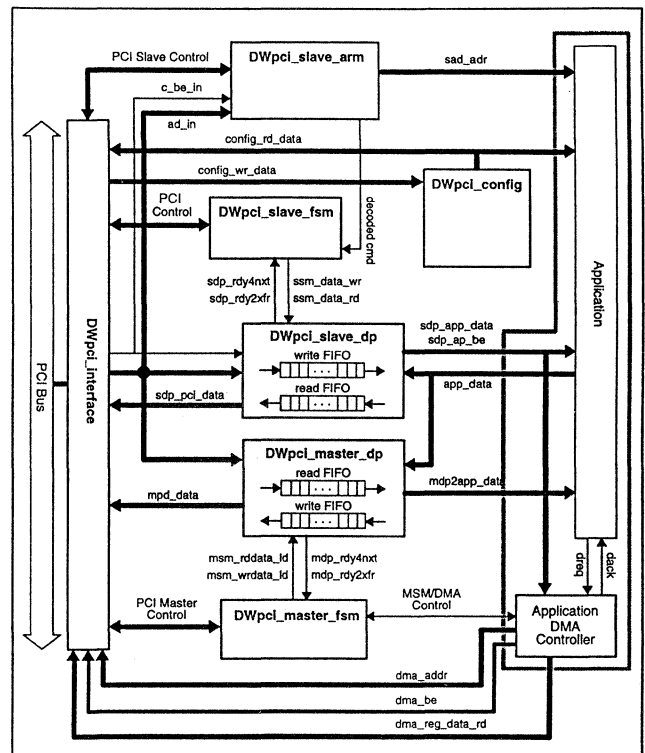 DWpci_slave_arm
PCI Slave Control
sad_adr
c_be_in
ad_in
config_rd_data
config_wr_data
DWpci_config
PCI
Control
DWpci_slave_fsm
decoded cmd
sdp_rdy4nxt
sdp_rdy2xfr
ssm_data_wr
ssm_data_rd
Application
PCI Bus
DWpci_interface
DWpci_slave_dp
write FIFO
read FIFO
sdp_app_data
sdp_ap_be
app_data
sdp_pci_data
DWpci_master_dp
read FIFO
write FIFO
mpd_data
mdp2app_data
msm_rddata_ld
msm_wrdata_ld
mdp_rdy4nxt
mdp_rdy2xfr
dreq
dack
PCI Master
Control
DWpci_master_fsm
MSM/DMA
Control
Application
DMA
Controller
dma_addr
dma_be
dma_reg_data_rd